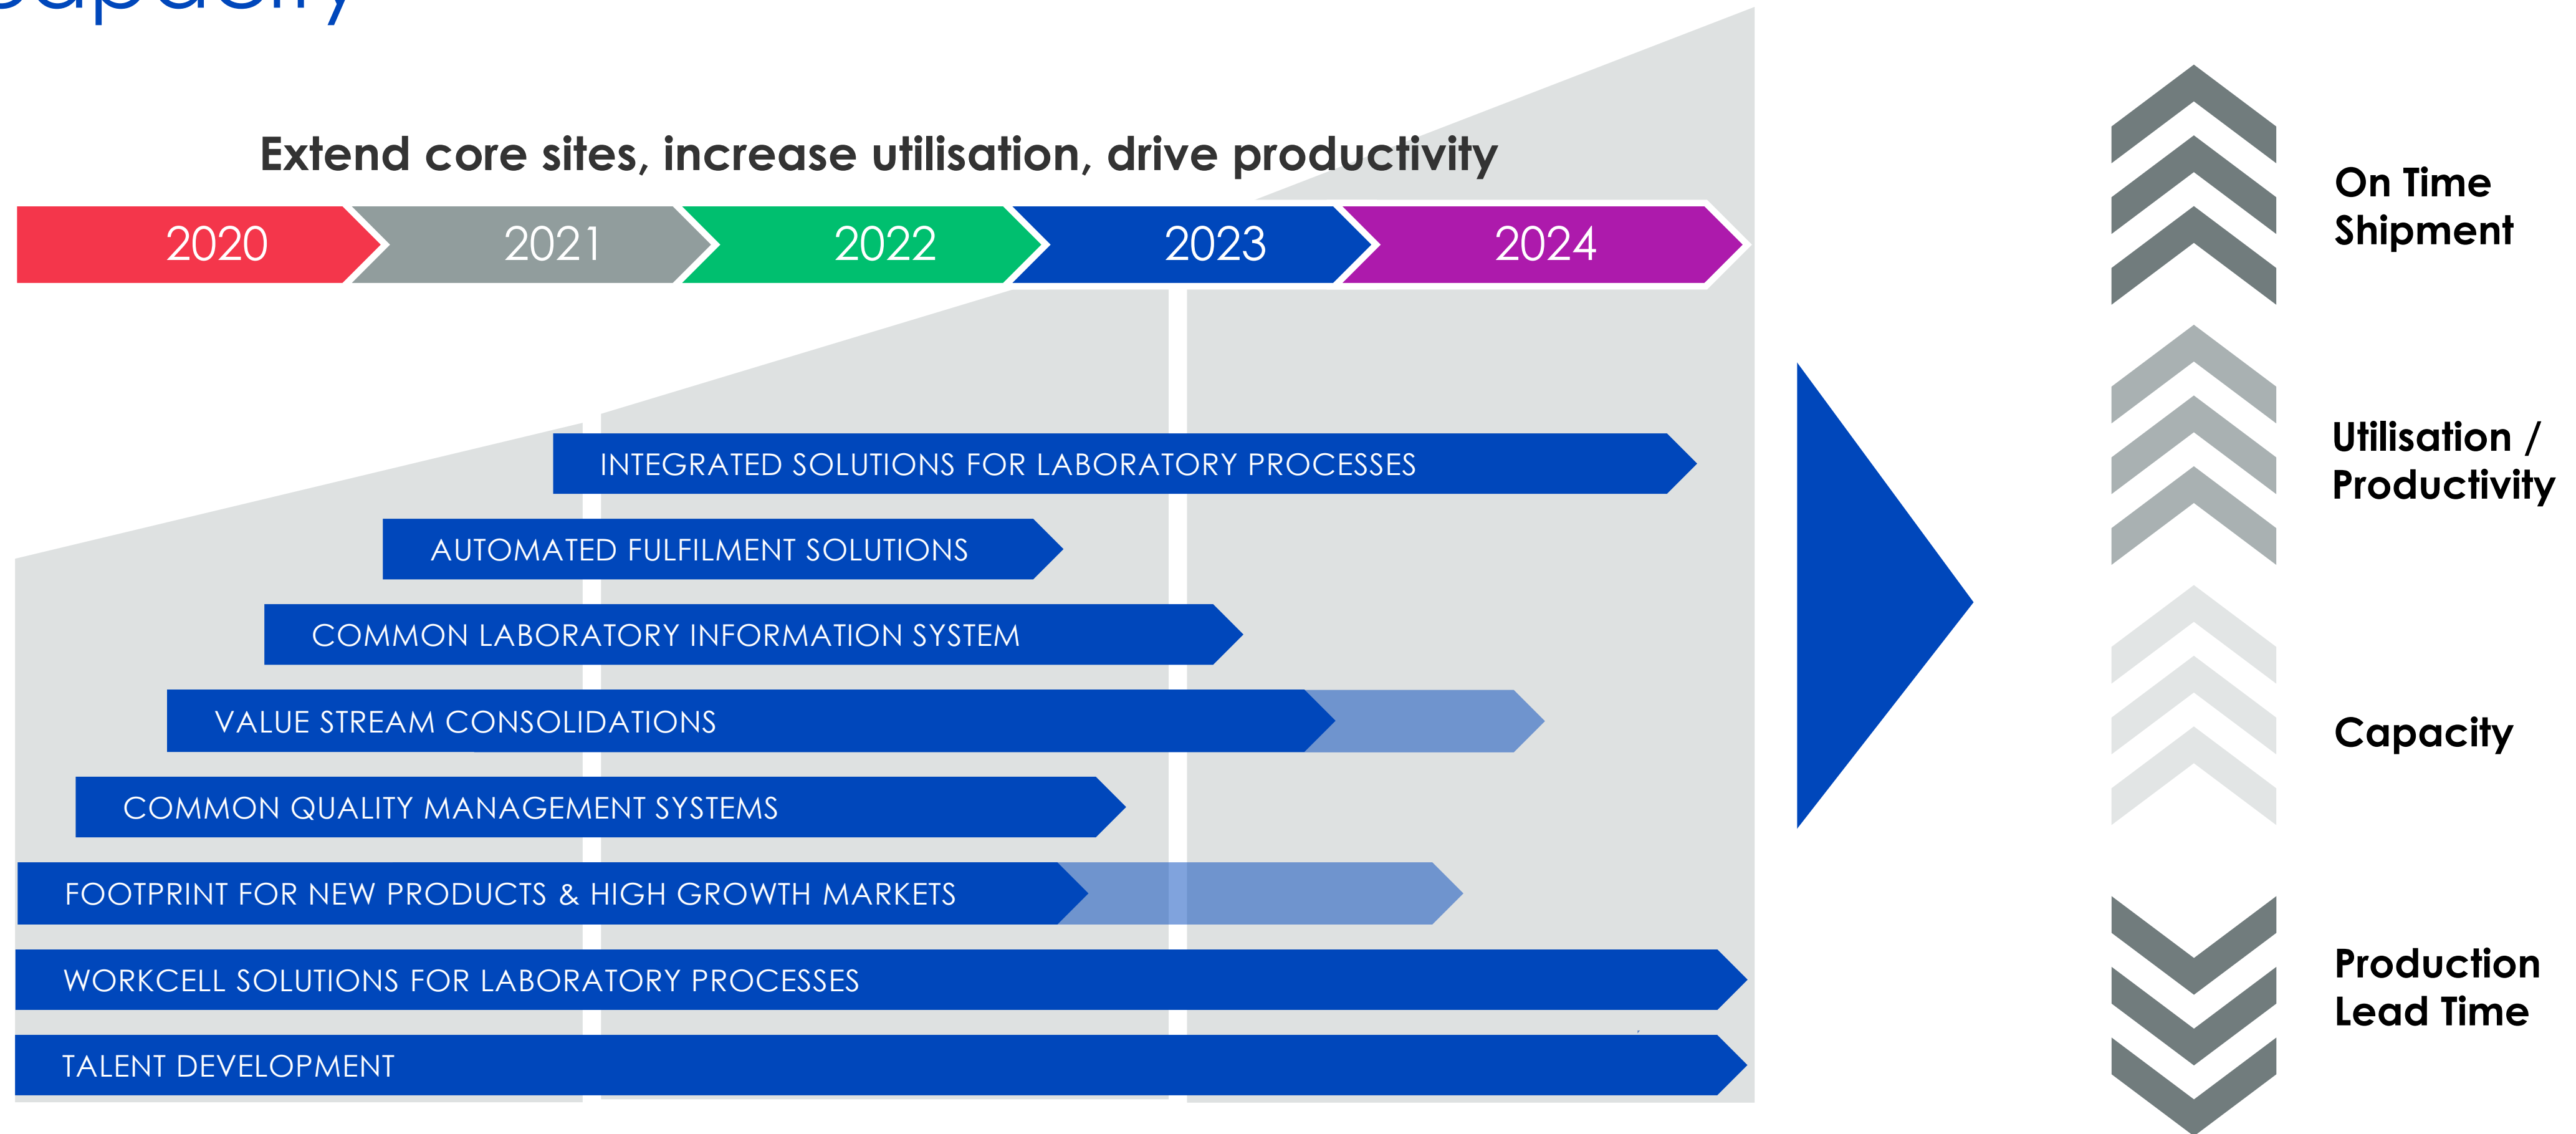 Extend core sites, increase utilisation, drive productivity
2020 2021 2022 2023 2024
INTEGRATED SOLUTIONS FOR LABORATORY PROCESSES
AUTOMATED FULFILMENT SOLUTIONS
COMMON LABORATORY INFORMATION SYSTEM
VALUE STREAM CONSOLIDATIONS
COMMON QUALITY MANAGEMENT SYSTEMS
FOOTPRINT FOR NEW PRODUCTS & HIGH GROWTH MARKETS
WORKCELL SOLUTIONS FOR LABORATORY PROCESSES
TALENT DEVELOPMENT
On Time
Shipment
Utilisation /
Productivity
Capacity
Production
Lead Time